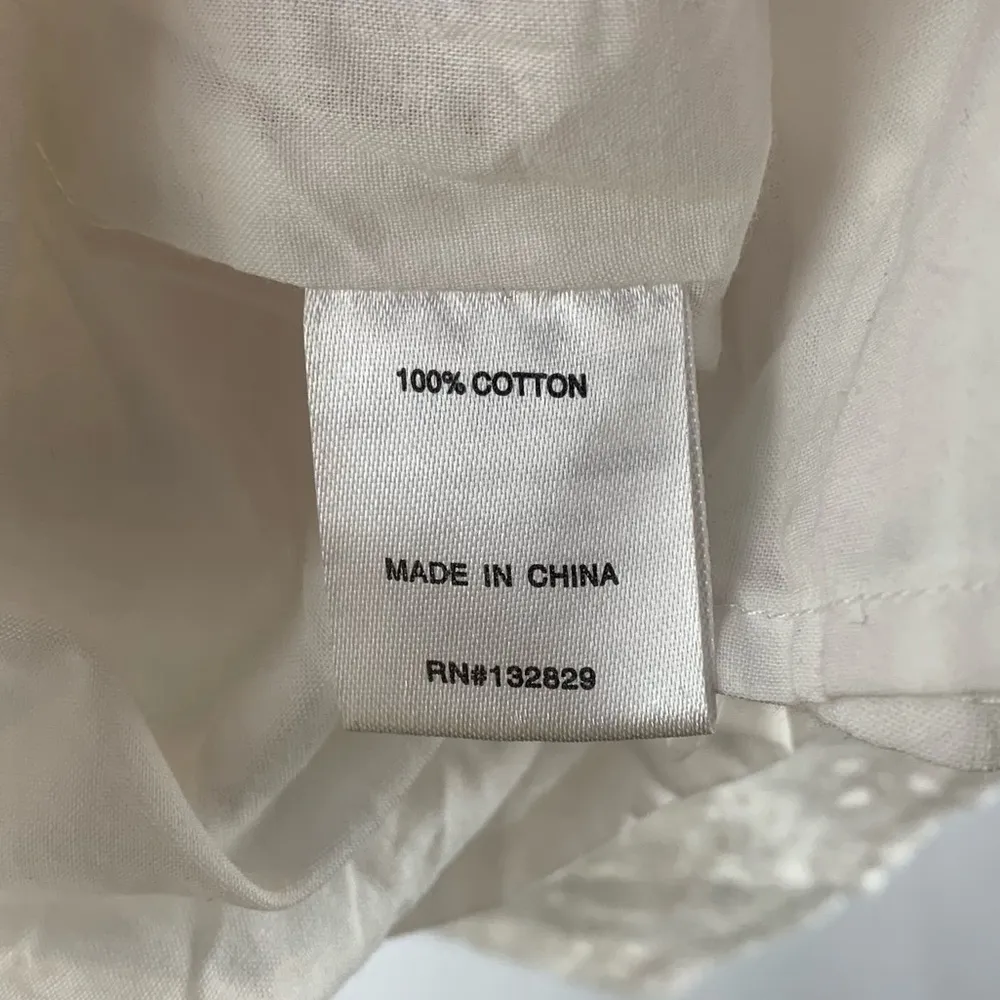 100% COTTON
MADE IN CHINA
RN#132829